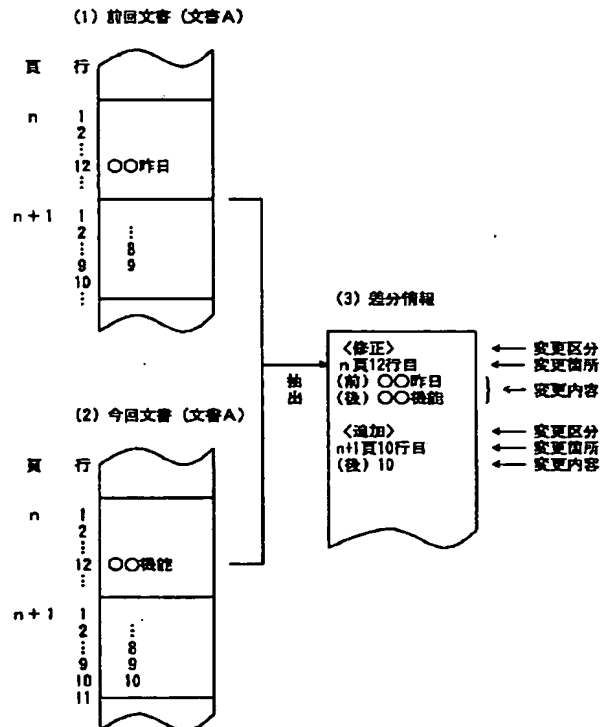 (1) 前回文書 (文書A)
頁 行
n 1
2
⋮
12 〇〇昨日
⋮
n+1 1
2 …
⋮ 8
9 9
10
⋮
(2) 今回文書 (文書A)
頁 行
n 1
2
⋮
12 〇〇機能
⋮
n+1 1
2 …
⋮ 8
9 9
10 10
11
抽出
(3) 差分情報
〈修正〉 ← 変更区分
n頁12行目 ← 変更箇所
(前) 〇〇昨日
(後) 〇〇機能
← 変更内容
〈追加〉 ← 変更区分
n+1頁10行目 ← 変更箇所
(後) 10 ← 変更内容